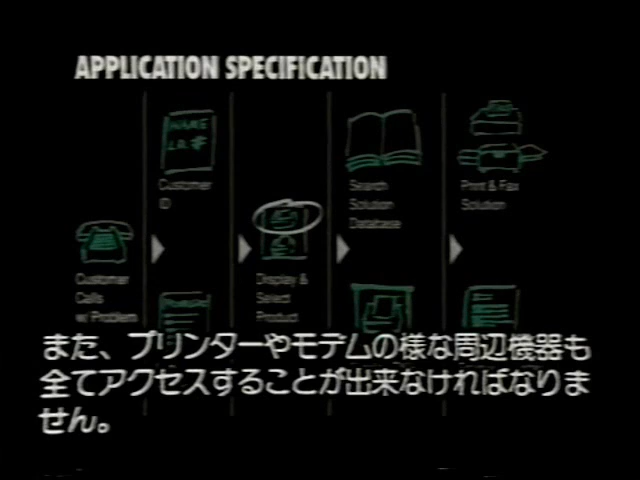 APPLICATION SPECIFICATION
NAME
I.D. #
Customer
ID
Search
Solution
Database
Print & Fax
Solution
Customer
Calls
w/ Problem
Display &
Select
Product
また、プリンターやモデムの様な周辺機器も
全てアクセスすることが出来なければなりま
せん。